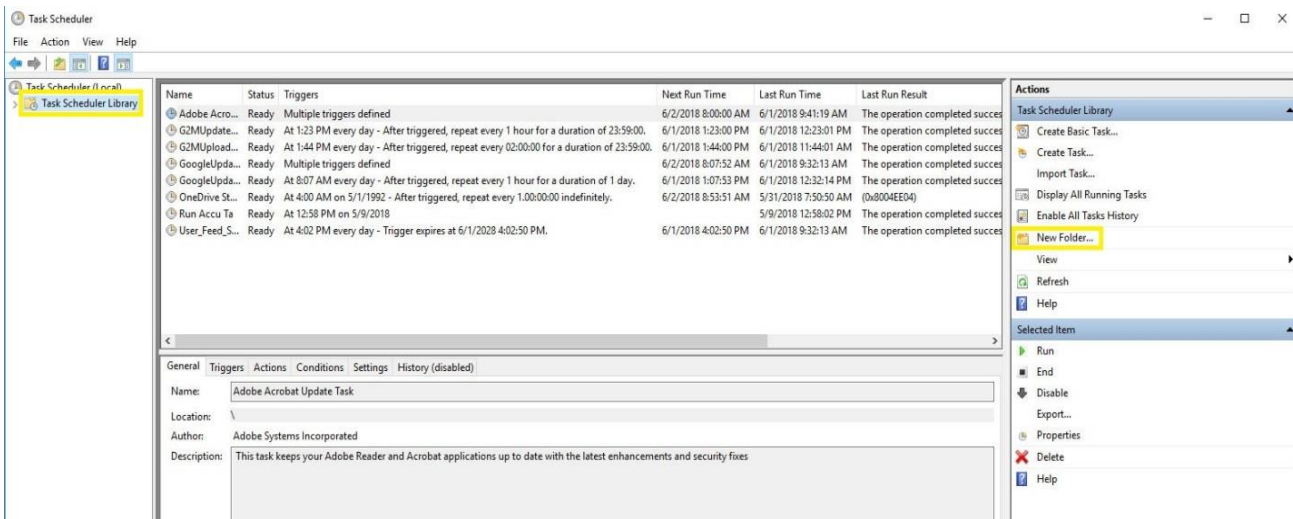 Task Scheduler
File Action View Help
Task Scheduler (Local)
Task Scheduler Library
Name Status Triggers Next Run Time Last Run Time Last Run Result
Adobe Acro... Ready Multiple triggers defined 6/2/2018 8:00:00 AM 6/1/2018 9:41:19 AM The operation completed succes
G2MUpdate... Ready At 1:23 PM every day - After triggered, repeat every 1 hour for a duration of 23:59:00. 6/1/2018 1:23:00 PM 6/1/2018 12:23:01 PM The operation completed succes
G2MUpload... Ready At 1:44 PM every day - After triggered, repeat every 02:00:00 for a duration of 23:59:00. 6/1/2018 1:44:00 PM 6/1/2018 11:44:01 AM The operation completed succes
GoogleUpda... Ready Multiple triggers defined 6/2/2018 8:07:52 AM 6/1/2018 9:32:13 AM The operation completed succes
GoogleUpda... Ready At 8:07 AM every day - After triggered, repeat every 1 hour for a duration of 1 day. 6/1/2018 1:07:53 PM 6/1/2018 12:32:14 PM The operation completed succes
OneDrive St... Ready At 4:00 AM on 5/1/1992 - After triggered, repeat every 1.00:00:00 indefinitely. 6/2/2018 8:53:51 AM 5/31/2018 7:50:50 AM (0x8004EE04)
Run Accu Ta Ready At 12:58 PM on 5/9/2018 5/9/2018 12:58:02 PM The operation completed succes
User_Feed_S... Ready At 4:02 PM every day - Trigger expires at 6/1/2028 4:02:50 PM. 6/1/2018 4:02:50 PM 6/1/2018 9:32:13 AM The operation completed succes
General Triggers Actions Conditions Settings History (disabled)
Name: Adobe Acrobat Update Task
Location: \
Author: Adobe Systems Incorporated
Description: This task keeps your Adobe Reader and Acrobat applications up to date with the latest enhancements and security fixes
Actions
Task Scheduler Library
Create Basic Task...
Create Task...
Import Task...
Display All Running Tasks
Enable All Tasks History
New Folder...
View
Refresh
Help
Selected Item
Run
End
Disable
Export...
Properties
Delete
Help